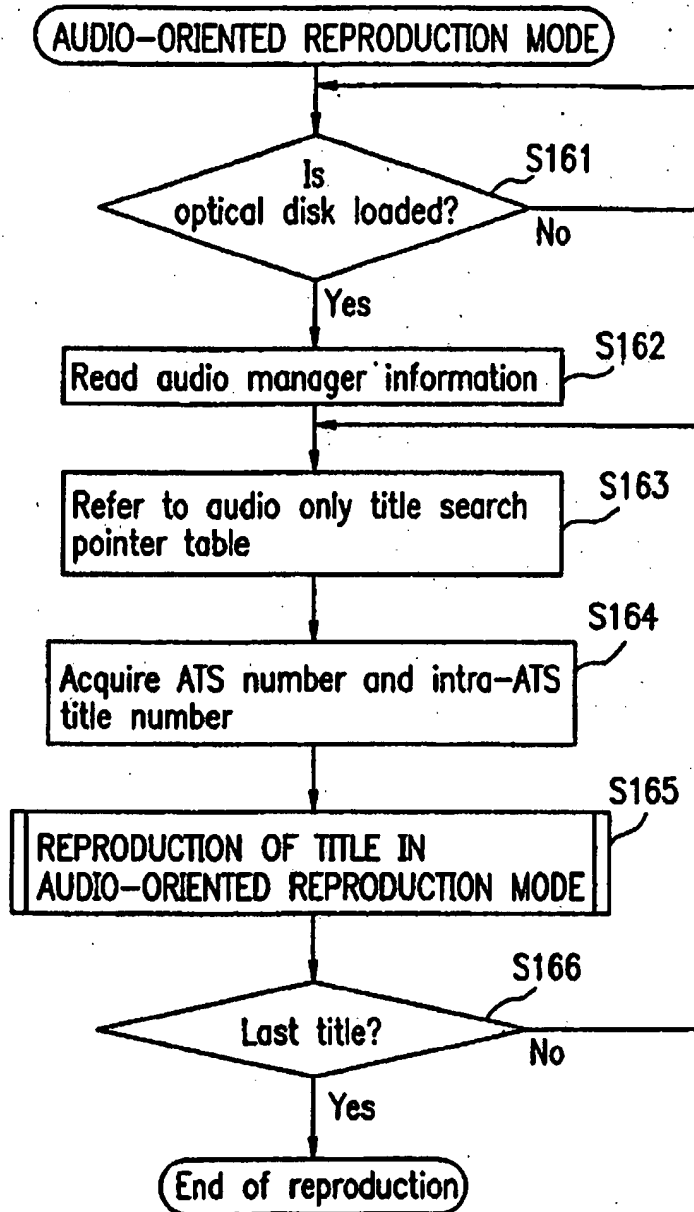 AUDIO-ORIENTED REPRODUCTION MODE
S161
Is
optical disk loaded?
No
Yes
S162
Read audio manager information
S163
Refer to audio only title search
pointer table
S164
Acquire ATS number and intra-ATS
title number
S165
REPRODUCTION OF TITLE IN
AUDIO-ORIENTED REPRODUCTION MODE
S166
Last title?
No
Yes
End of reproduction